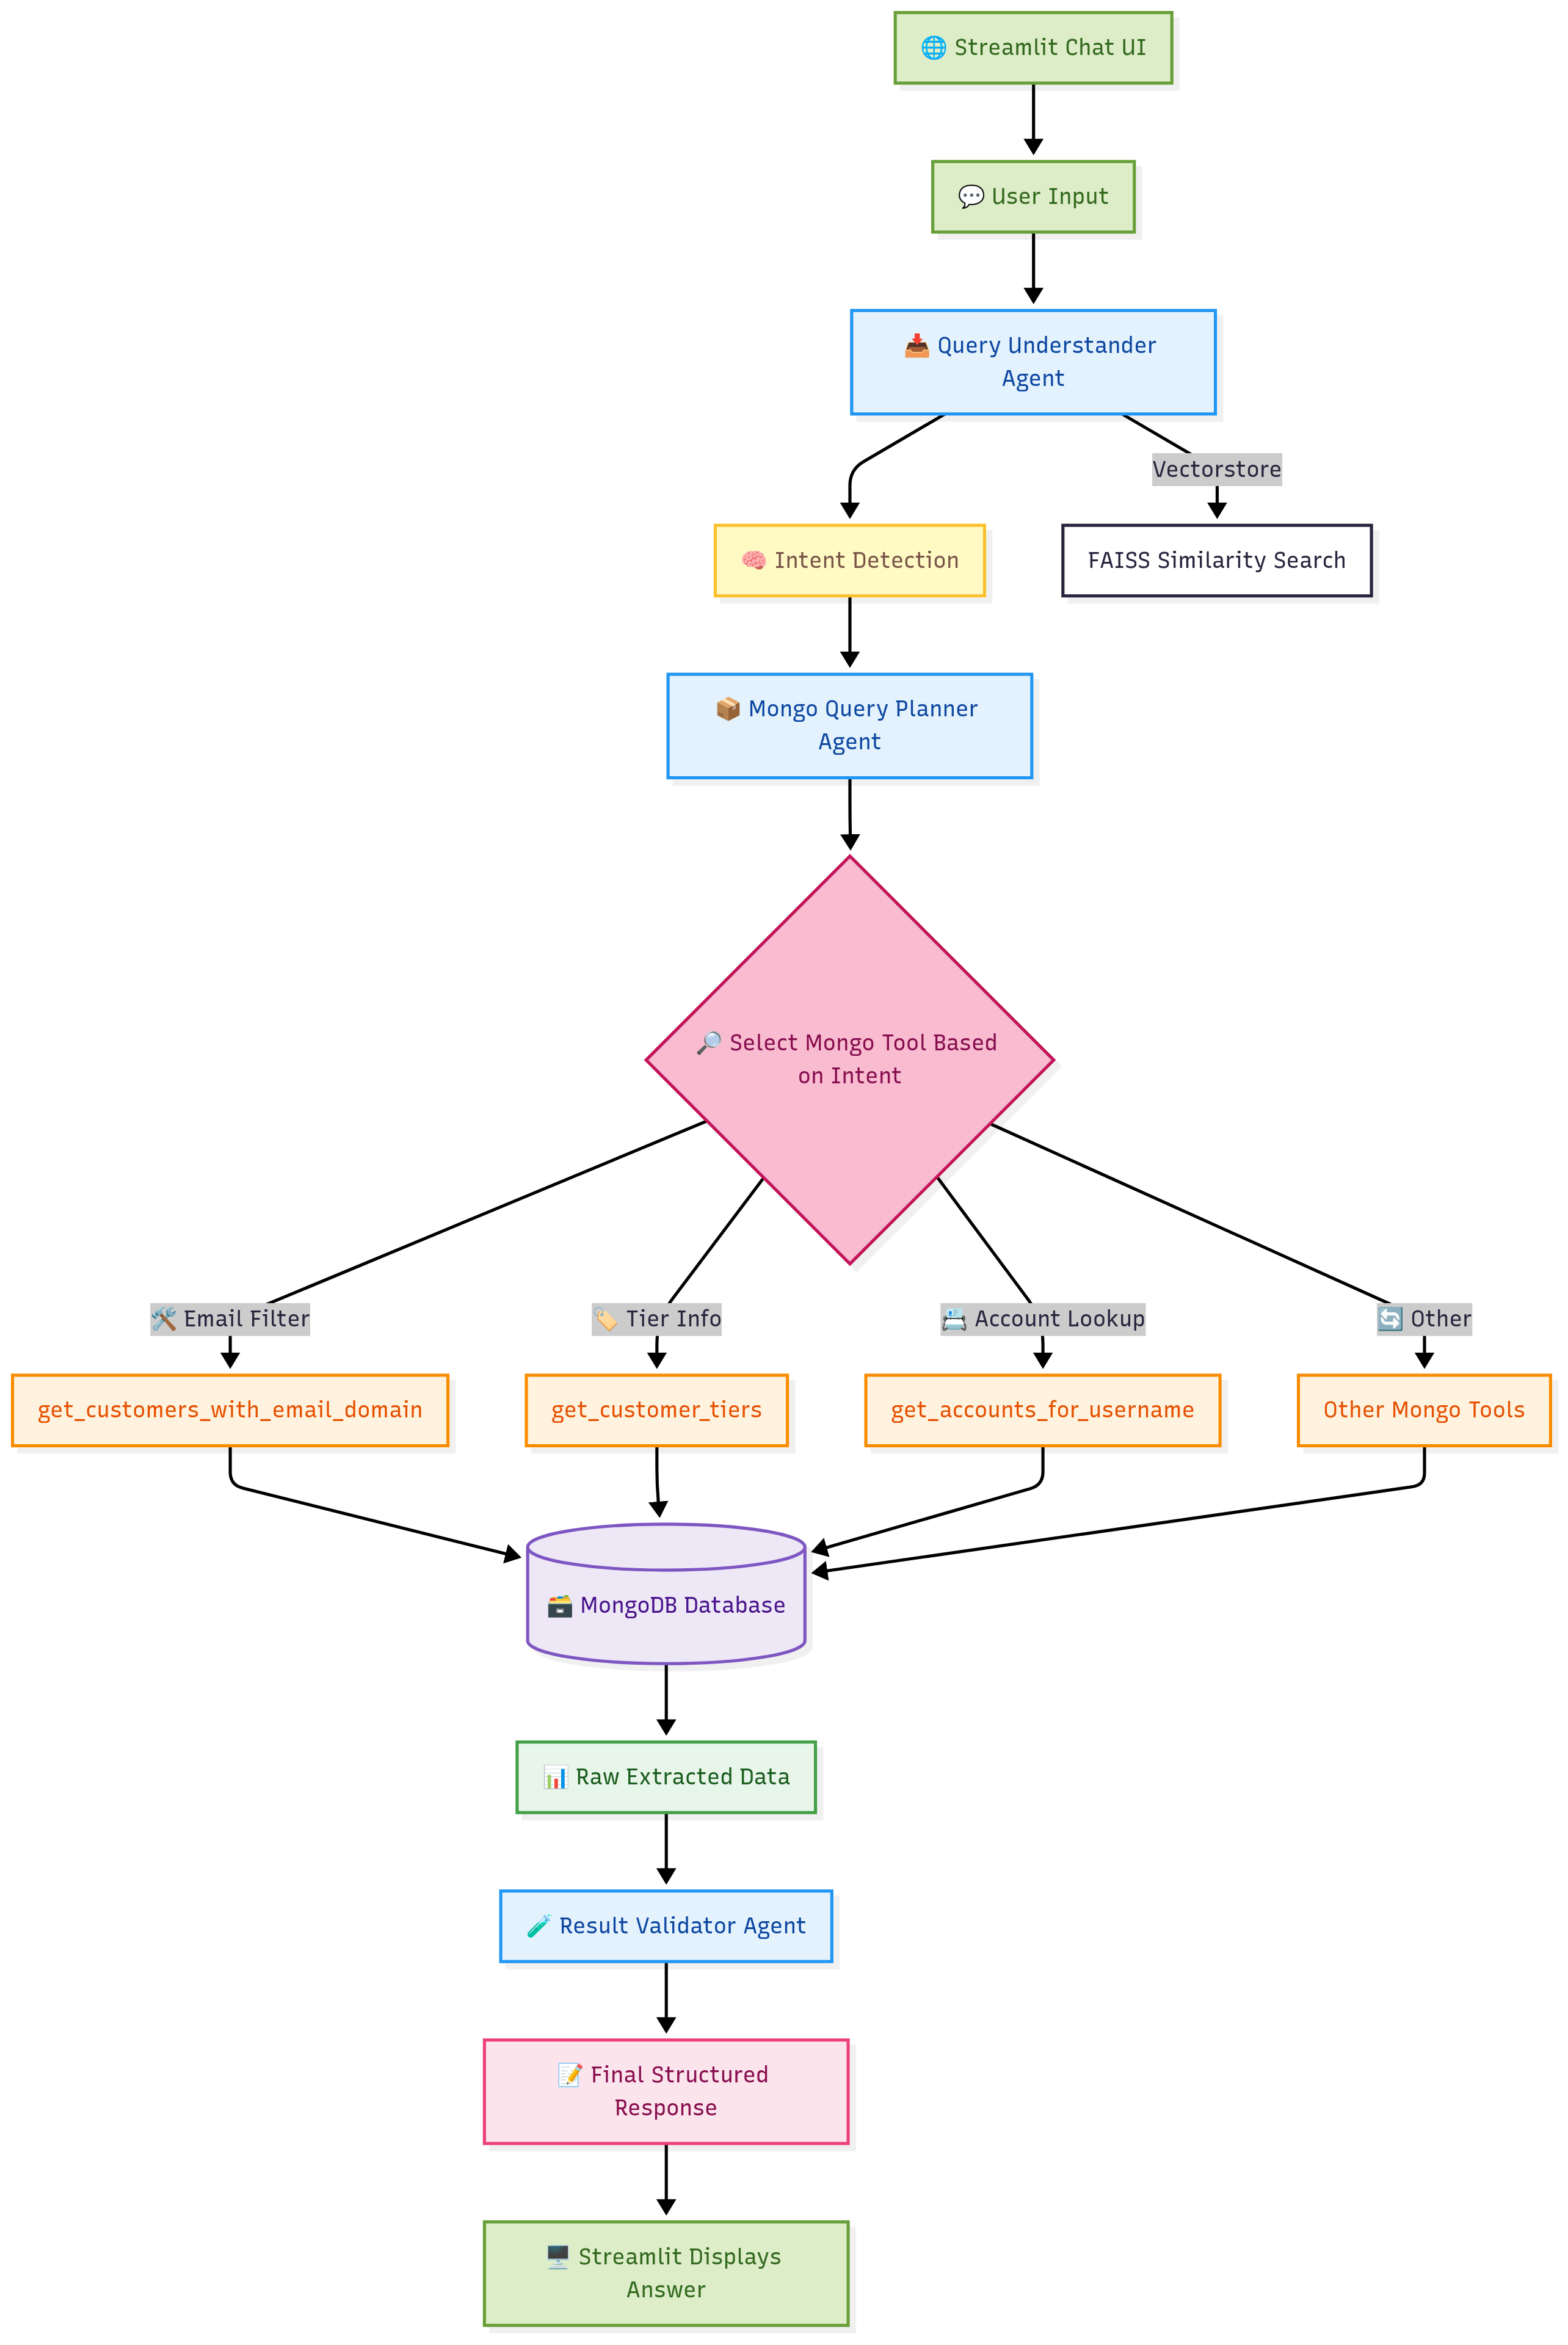 🌐 Streamlit Chat UI
💬 User Input
📥 Query Understander
Agent
Vectorstore
🧠 Intent Detection
FAISS Similarity Search
📦 Mongo Query Planner
Agent
🔎 Select Mongo Tool Based
on Intent
🛠️ Email Filter
🏷️ Tier Info
📇 Account Lookup
🔄 Other
get_customers_with_email_domain
get_customer_tiers
get_accounts_for_username
Other Mongo Tools
🗃️ MongoDB Database
📊 Raw Extracted Data
🧪 Result Validator Agent
📝 Final Structured
Response
🖥️ Streamlit Displays
Answer